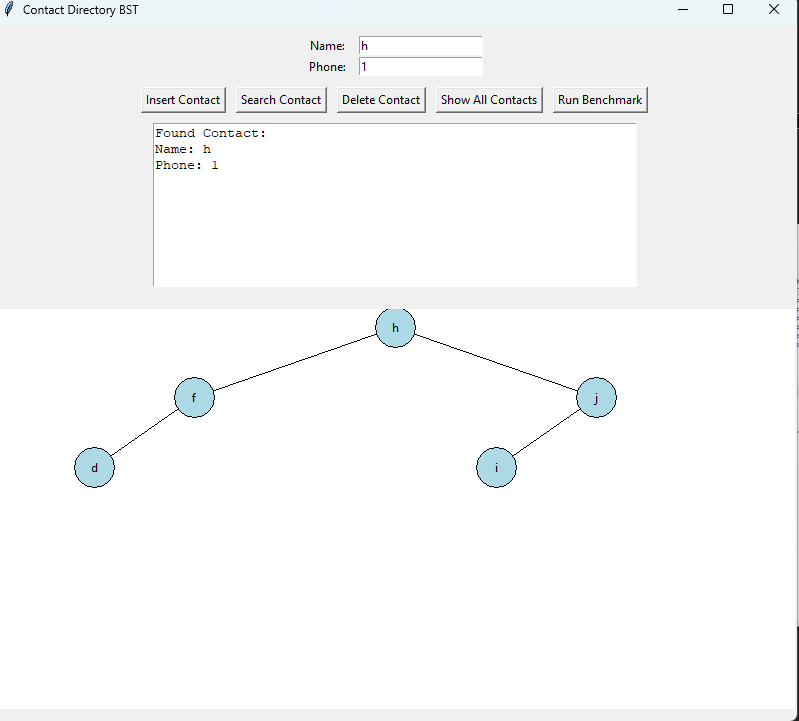 Contact Directory BST
Name: h
Phone: 1
Insert Contact Search Contact Delete Contact Show All Contacts Run Benchmark
Found Contact:
Name: h
Phone: 1
h
f j
d i